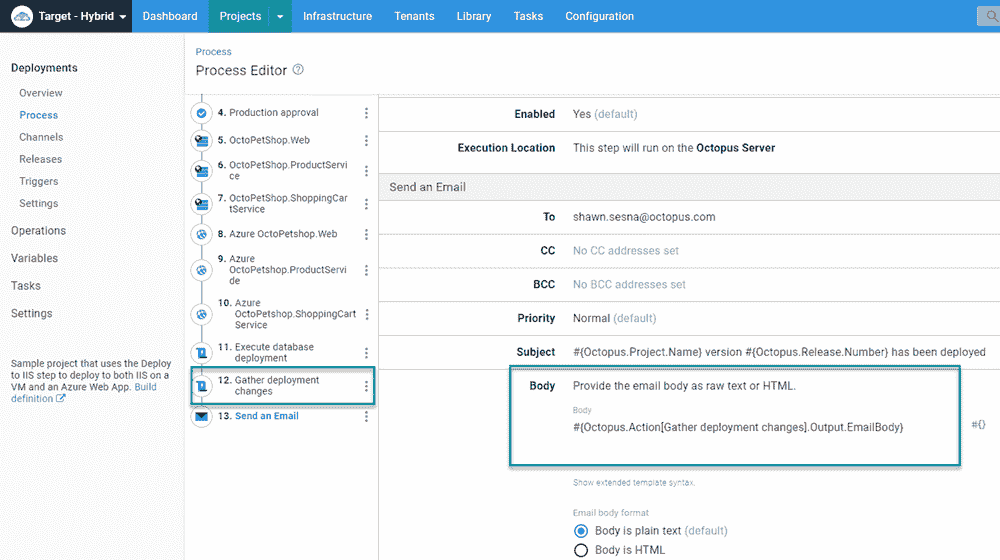 Target - Hybrid
Dashboard
Projects
Infrastructure
Tenants
Library
Tasks
Configuration
Deployments
Overview
Process
Channels
Releases
Triggers
Settings
Operations
Variables
Tasks
Settings
Sample project that uses the Deploy
to IIS step to deploy to both IIS on a
VM and an Azure Web App. Build
definition
Process
Process Editor
4. Production approval
5. OctoPetShop.Web
6. OctoPetShop.ProductServi
ce
7. OctoPetShop.ShoppingCar
tService
8. Azure OctoPetshop.Web
9. Azure
OctoPetshop.ProductServi
de
10. Azure
OctoPetshop.ShoppingCart
Service
11. Execute database
deployment
12. Gather deployment
changes
13. Send an Email
Enabled
Yes (default)
Execution Location
This step will run on the Octopus Server
Send an Email
To
shawn.sesna@octopus.com
CC
No CC addresses set
BCC
No BCC addresses set
Priority
Normal (default)
Subject
#{Octopus.Project.Name} version #{Octopus.Release.Number} has been deployed
Body
Provide the email body as raw text or HTML.
Body
#{Octopus.Action[Gather deployment changes].Output.EmailBody}
#{}
Show extended template syntax.
Email body format
Body is plain text (default)
Body is HTML